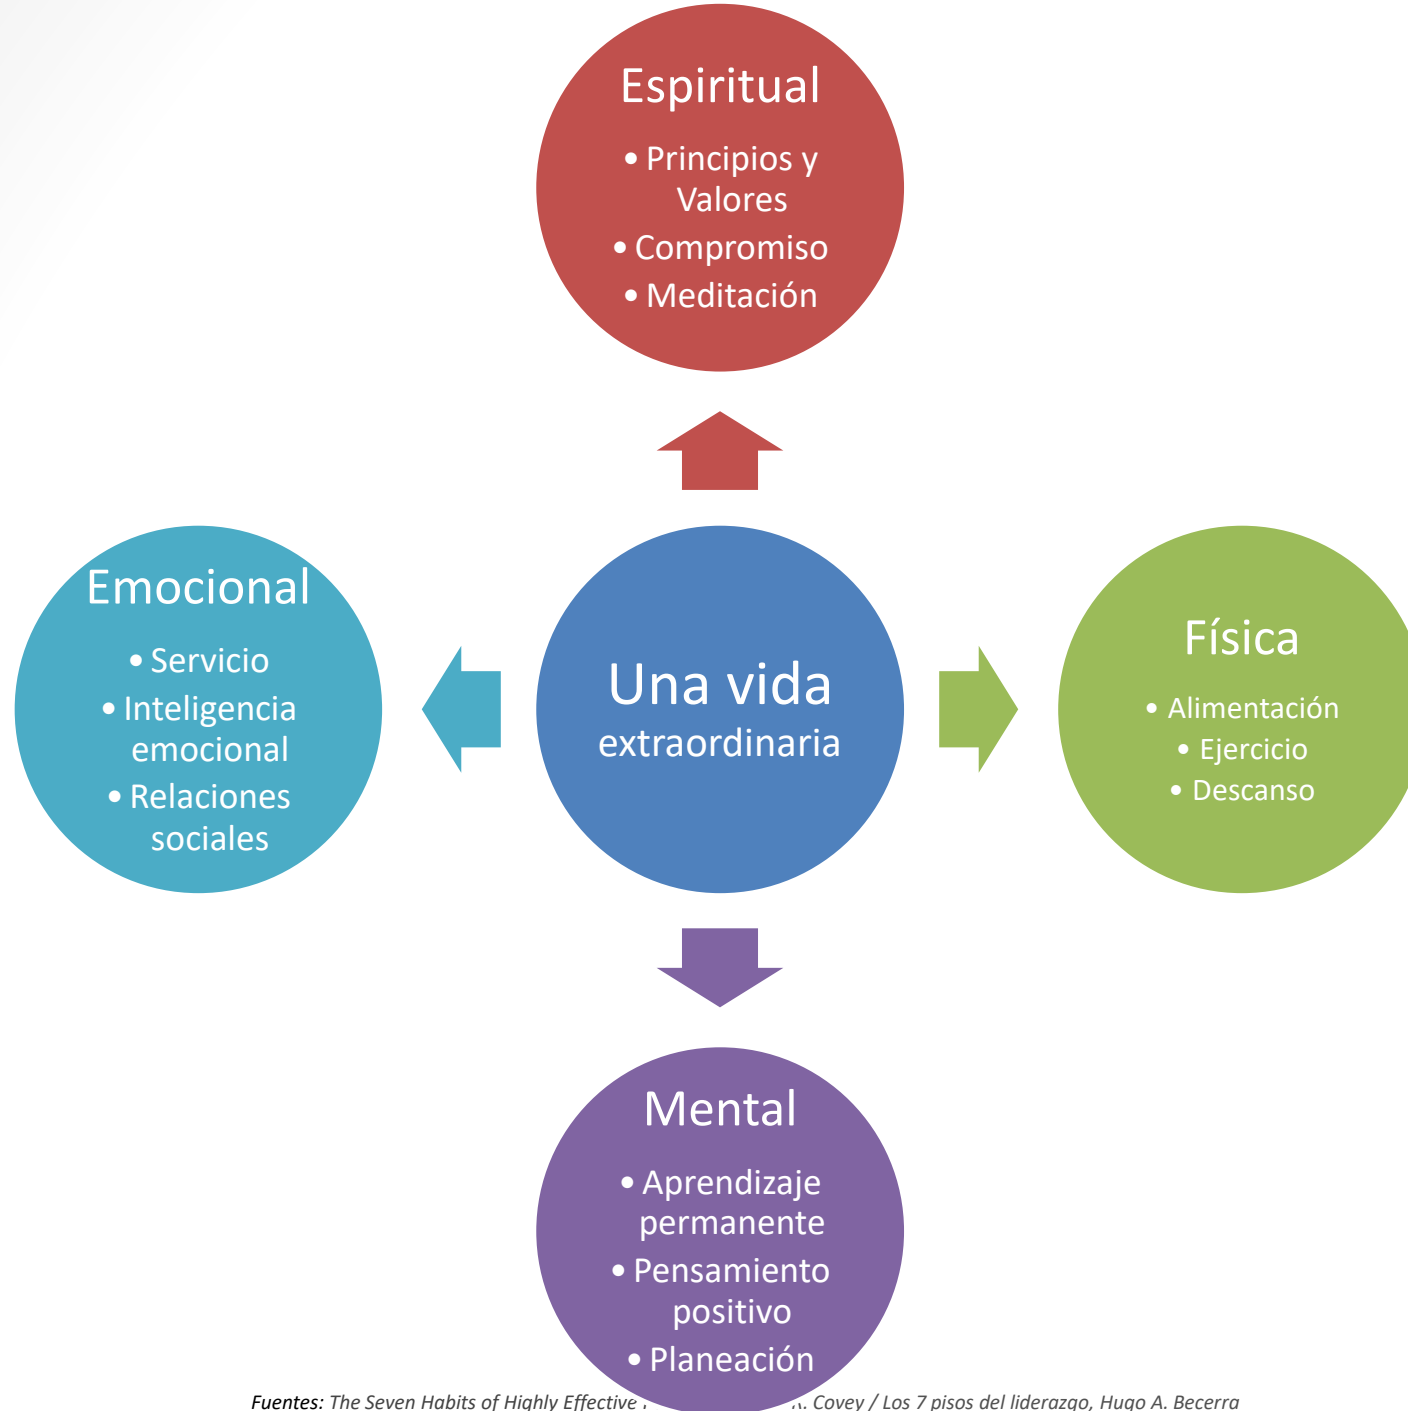 Espiritual
• Principios y
Valores
• Compromiso
• Meditación
Emocional
• Servicio
• Inteligencia
emocional
• Relaciones
sociales
Una vida
extraordinaria
Física
• Alimentación
• Ejercicio
• Descanso
Mental
• Aprendizaje
permanente
• Pensamiento
positivo
• Planeación
Fuentes: The Seven Habits of Highly Effective Covey / Los 7 pisos del liderazgo, Hugo A. Becerra